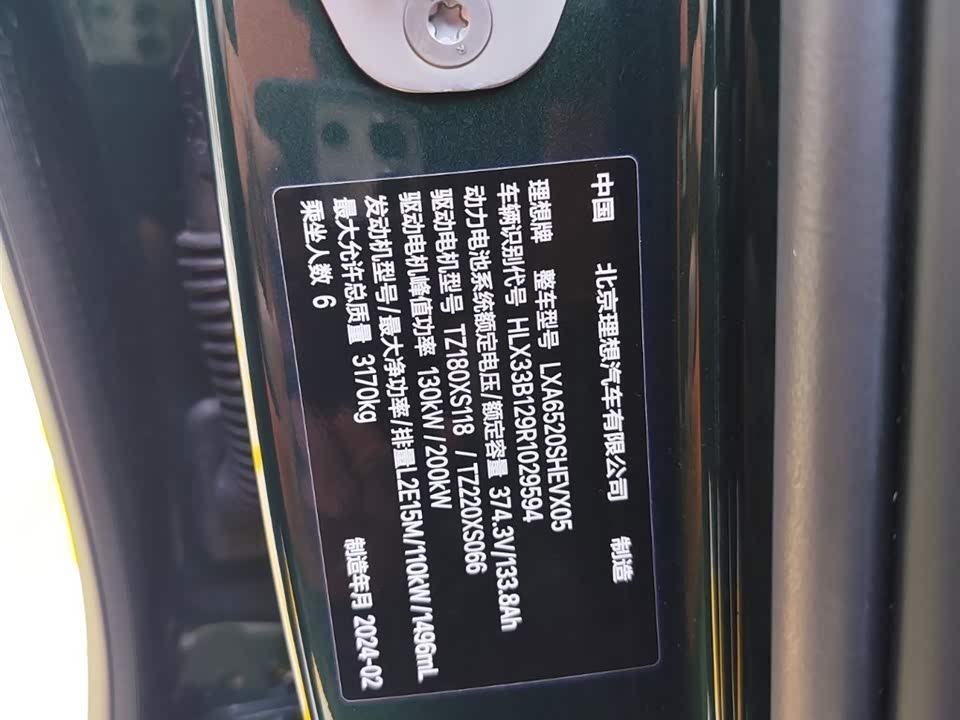 中国 北京理想汽车有限公司 制造
理想牌 整车型号 LXA6520SHEVX05
车辆识别代号 HLX33B129R1029594
动力电池系统额定电压/额定容量 374.3V/133.8Ah
驱动电机型号 TZ180XS118 / TZ220XS066
驱动电机峰值功率 130kW/200kW
发动机型号/最大净功率/排量L2E15M/110kW/1496mL
最大允许总质量 3170kg
乘坐人数 6 制造年月 2024-02